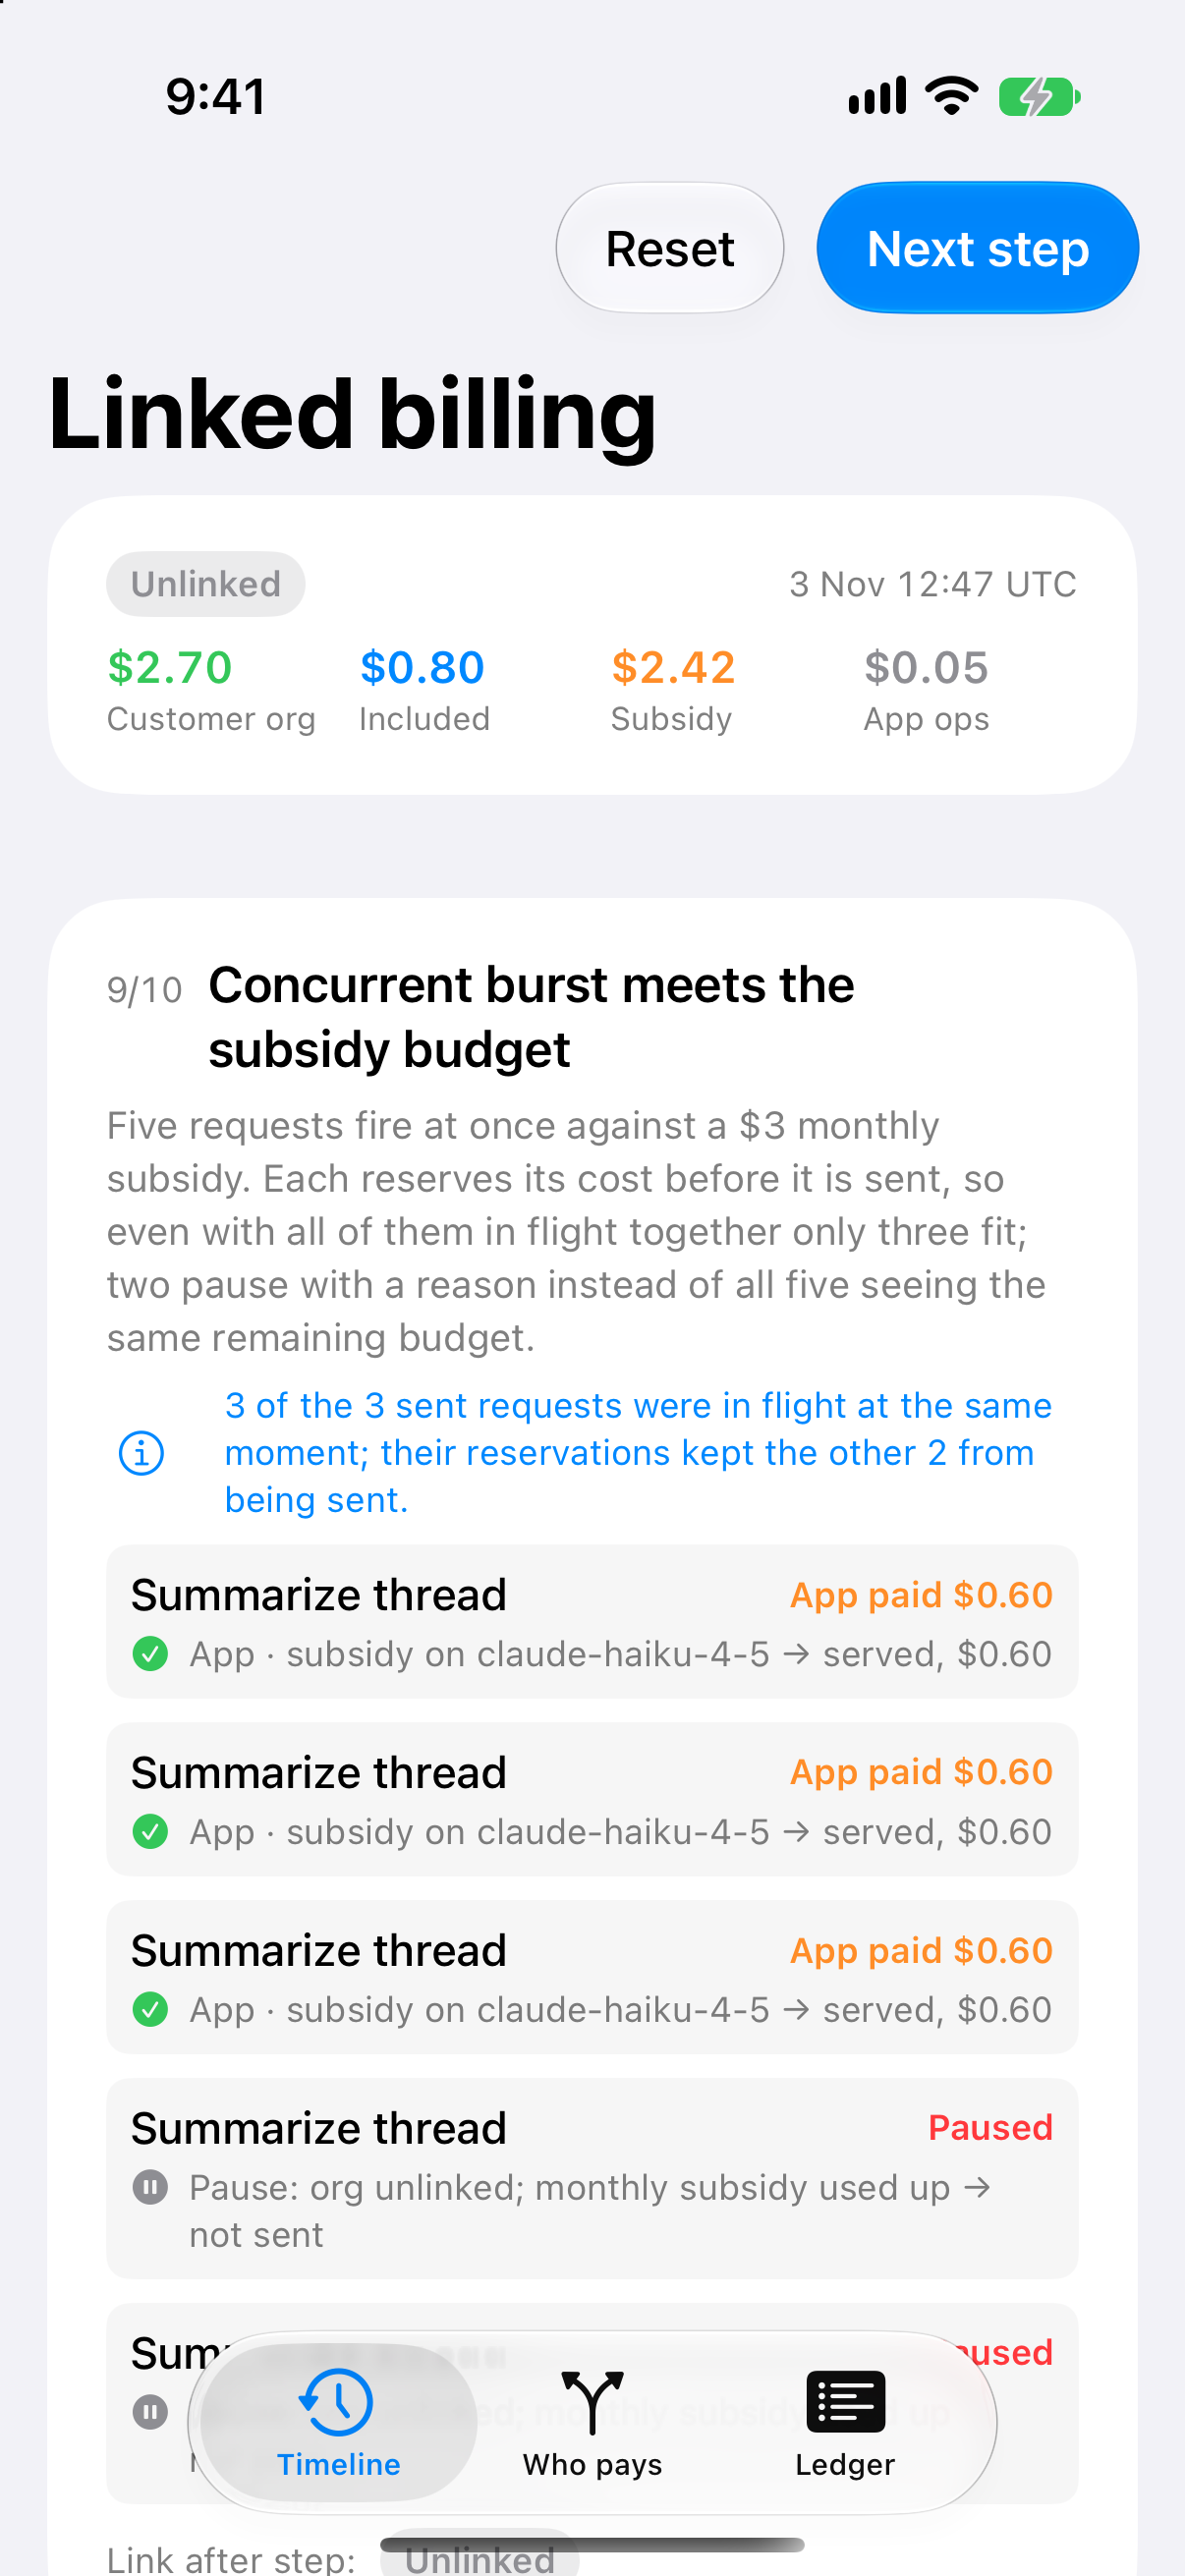 9:41
Reset
Next step
Linked billing
Unlinked
3 Nov 12:47 UTC
$2.70
$0.80
$2.42
$0.05
Customer org
Included
Subsidy
App ops
9/10
Concurrent burst meets the
subsidy budget
Five requests fire at once against a $3 monthly
subsidy. Each reserves its cost before it is sent, so
even with all of them in flight together only three fit;
two pause with a reason instead of all five seeing the
same remaining budget.
3 of the 3 sent requests were in flight at the same
moment; their reservations kept the other 2 from
being sent.
Summarize thread
App paid $0.60
App · subsidy on claude-haiku-4-5 → served, $0.60
Summarize thread
App paid $0.60
App · subsidy on claude-haiku-4-5 → served, $0.60
Summarize thread
App paid $0.60
App · subsidy on claude-haiku-4-5 → served, $0.60
Summarize thread
Paused
Pause: org unlinked; monthly subsidy used up →
not sent
monthly subsidy up
Timeline
Who pays
Ledger
Link after step:
Unlinked